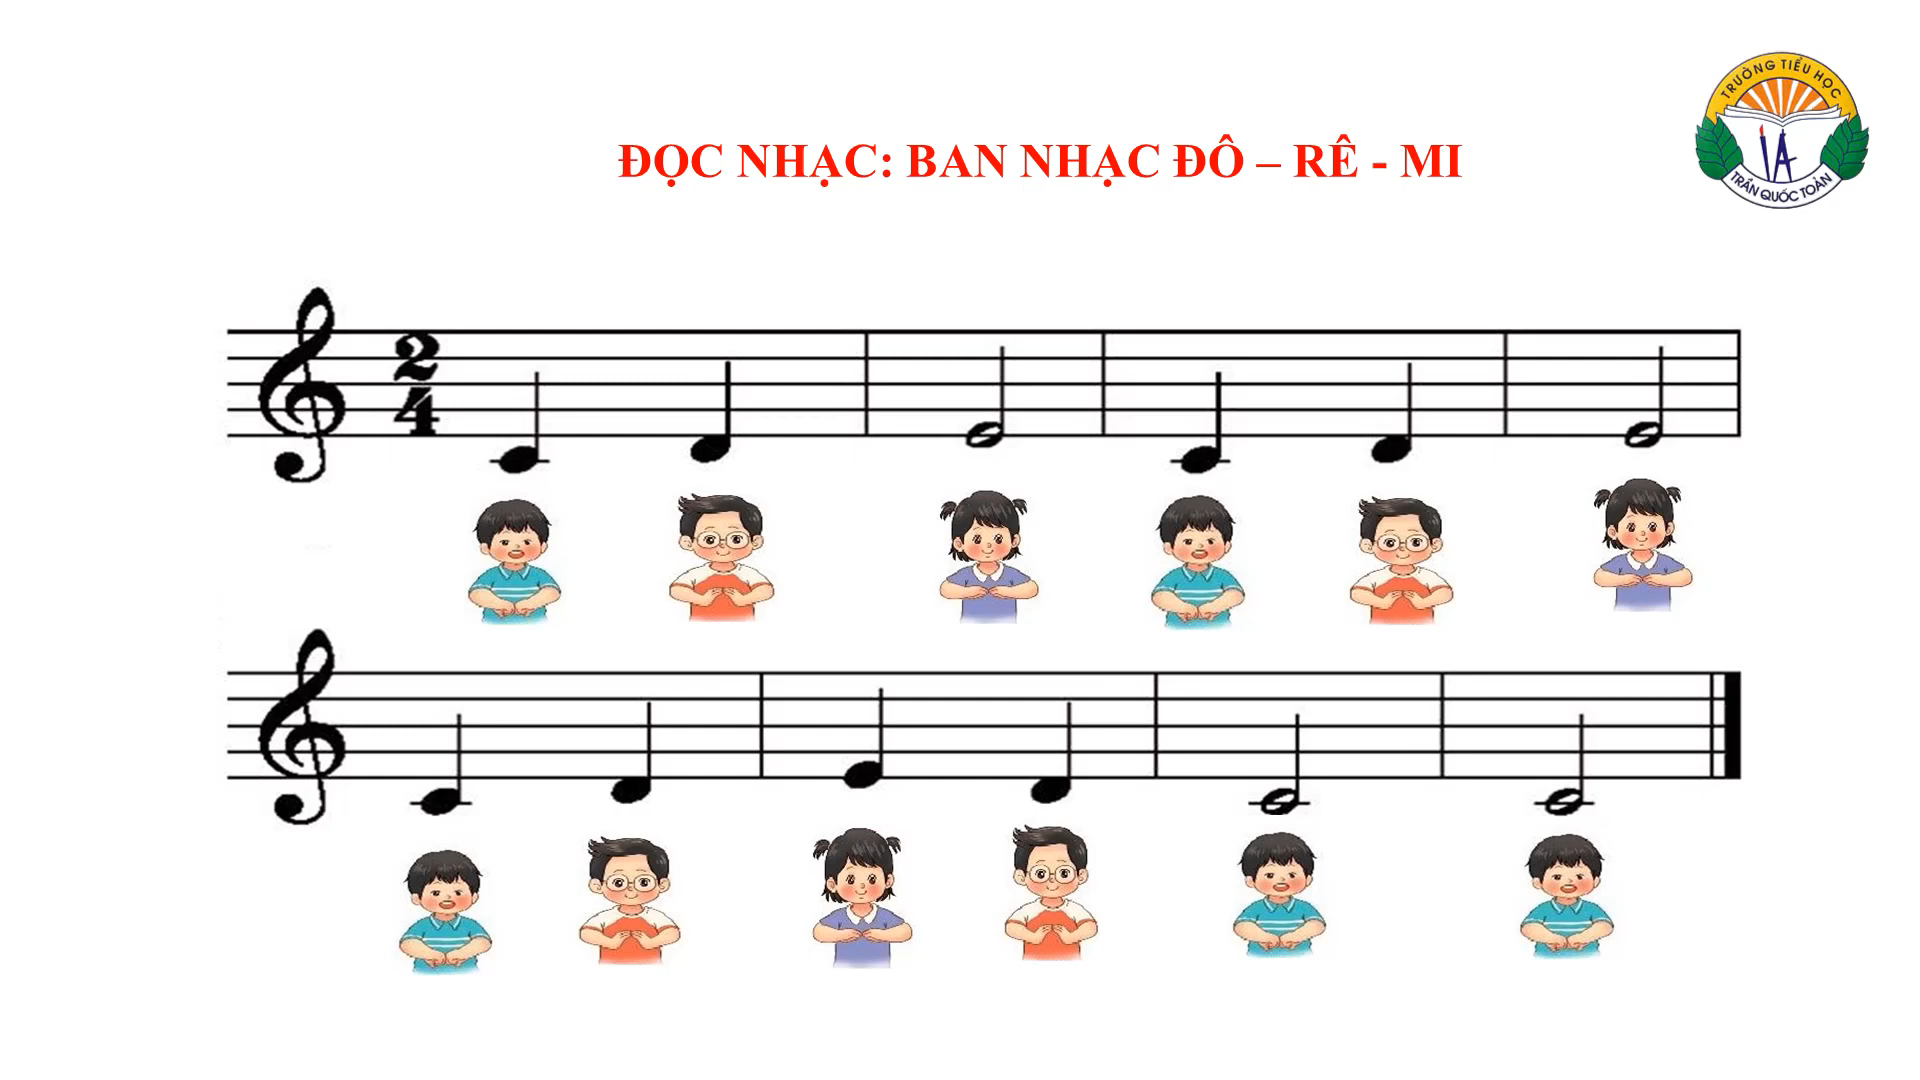 TRƯỜNG TIỂU HỌC
TRẦN QUỐC TOẢN
ĐỌC NHẠC: BAN NHẠC ĐÔ – RÊ - MI
2
4